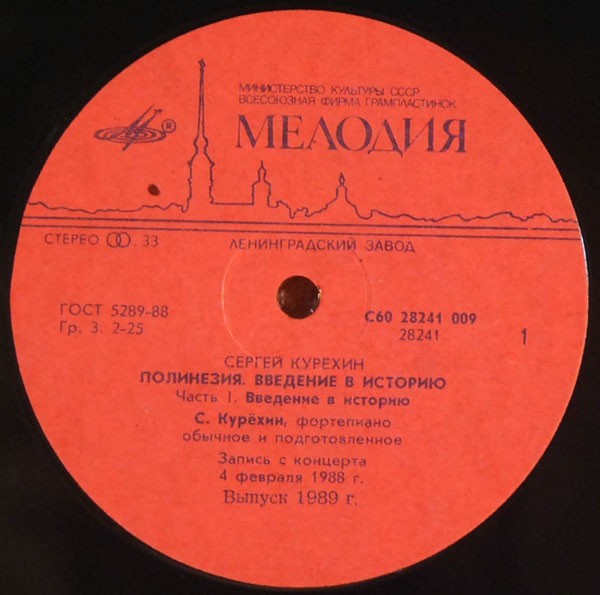 МИНИСТЕРСТВО КУЛЬТУРЫ СССР
ВСЕСОЮЗНАЯ ФИРМА ГРАМПЛАСТИНОК
МЕЛОДИЯ
®
СТЕРЕО 33
ЛЕНИНГРАДСКИЙ ЗАВОД
ГОСТ 5289-88
Гр. 3. 2-25
С60 28241 009
28241
1
СЕРГЕЙ КУРЕХИН
ПОЛИНЕЗИЯ. ВВЕДЕНИЕ В ИСТОРИЮ
Часть I. Введение в историю
С. Курёхин, фортепиано
обычное и подготовленное
Запись с концерта
4 февраля 1988 г.
Выпуск 1989 г.